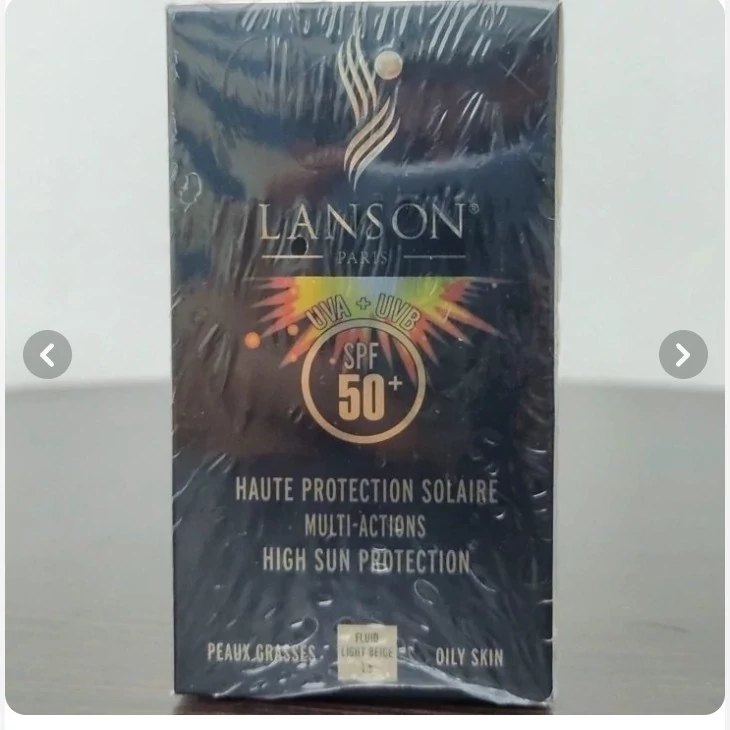 LANSON®
PARIS
UVA + UVB
SPF
50+
HAUTE PROTECTION SOLAIRE
MULTI-ACTIONS
HIGH SUN PROTECTION
PEAUX GRASSES
FLUID
LIGHT BEIGE
OILY SKIN